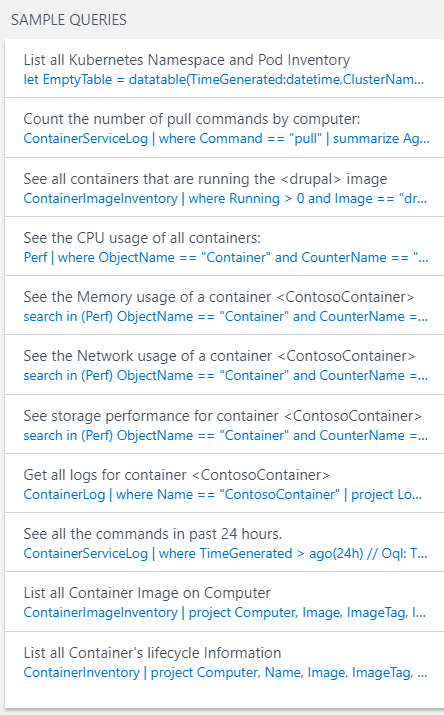 SAMPLE QUERIES
List all Kubernetes Namespace and Pod Inventory
let EmptyTable = datatable(TimeGenerated:datetime,ClusterNam...
Count the number of pull commands by computer:
ContainerServiceLog | where Command == "pull" | summarize Ag...
See all containers that are running the <drupal> image
ContainerImageInventory | where Running > 0 and Image == "dr...
See the CPU usage of all containers:
Perf | where ObjectName == "Container" and CounterName == "...
See the Memory usage of a container <ContosoContainer>
search in (Perf) ObjectName == "Container" and CounterName =...
See the Network usage of a container <ContosoContainer>
search in (Perf) ObjectName == "Container" and CounterName =...
See storage performance for container <ContosoContainer>
search in (Perf) ObjectName == "Container" and CounterName =...
Get all logs for container <ContosoContainer>
ContainerLog | where Name == "ContosoContainer" | project Lo...
See all the commands in past 24 hours.
ContainerServiceLog | where TimeGenerated > ago(24h) // Oql: T...
List all Container Image on Computer
ContainerImageInventory | project Computer, Image, ImageTag, I...
List all Container's lifecycle Information
ContainerInventory | project Computer, Name, Image, ImageTag, ...